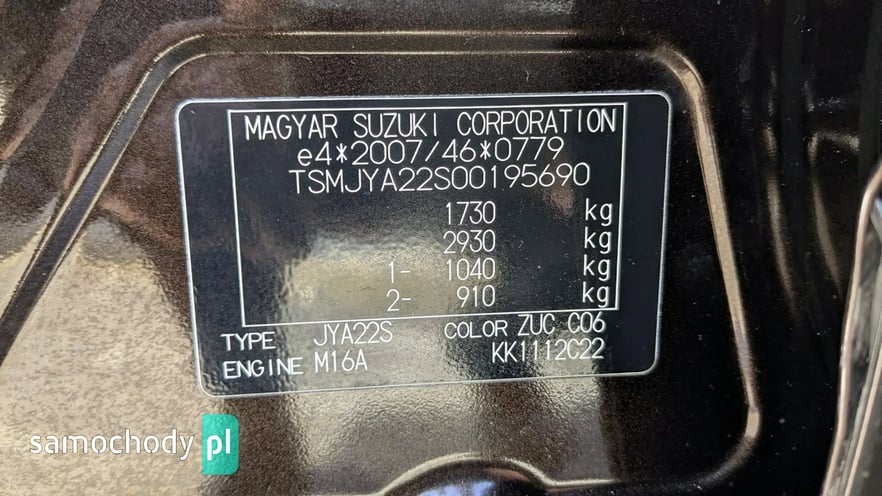 MAGYAR SUZUKI CORPORATION
e4*2007/46*0779
TSMJYA22S00195690
1730 kg
2930 kg
1- 1040 kg
2- 910 kg
TYPE JYA22S COLOR ZUC C06
ENGINE M16A KK1112C22
samochody pl